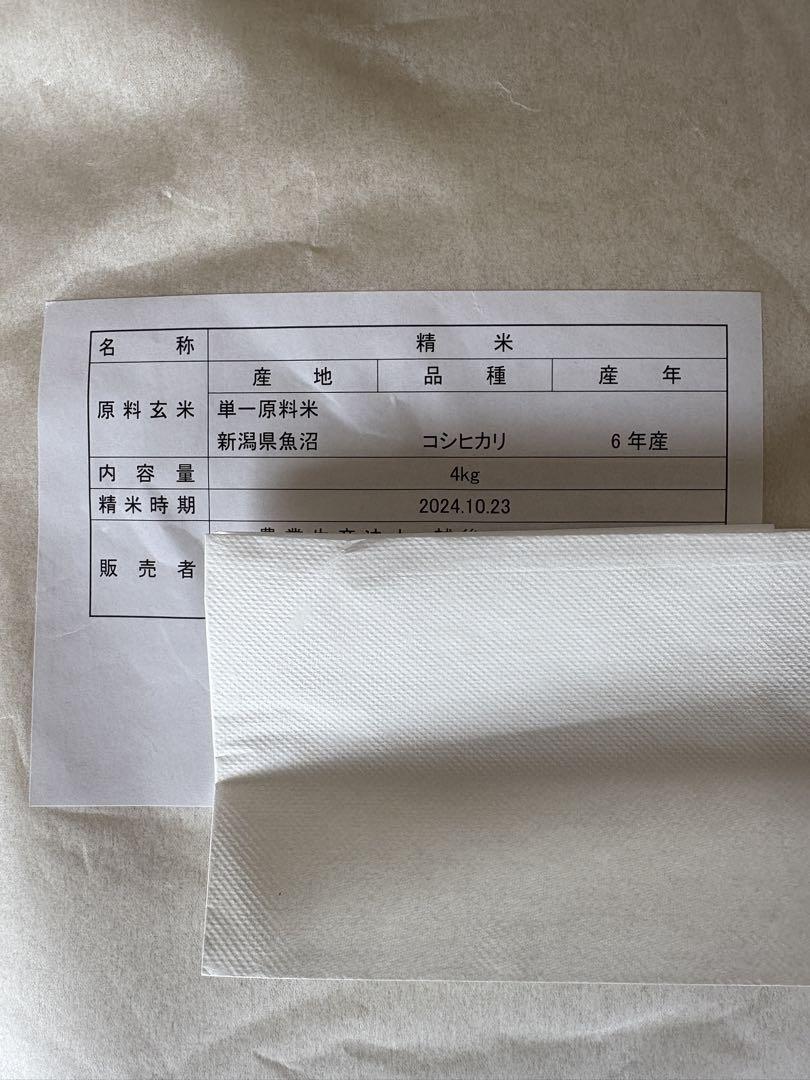 名称 精米
原料玄米 産地 品種 産年
単一原料米
新潟県魚沼 コシヒカリ 6年産
内容量 4kg
精米時期 2024.10.23
販売者